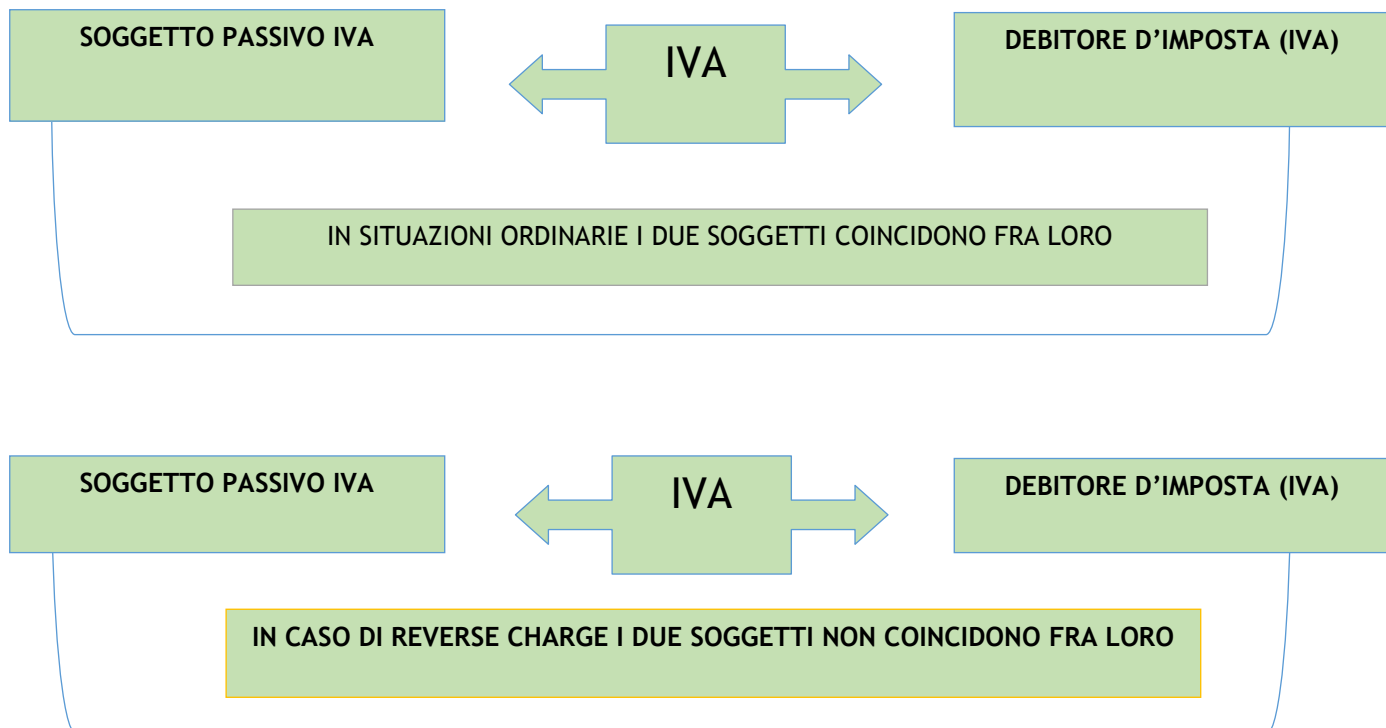 SOGGETTO PASSIVO IVA
IVA
DEBITORE D'IMPOSTA (IVA)
IN SITUAZIONI ORDINARIE I DUE SOGGETTI COINCIDONO FRA LORO
SOGGETTO PASSIVO IVA
IVA
DEBITORE D'IMPOSTA (IVA)
IN CASO DI REVERSE CHARGE I DUE SOGGETTI NON COINCIDONO FRA LORO